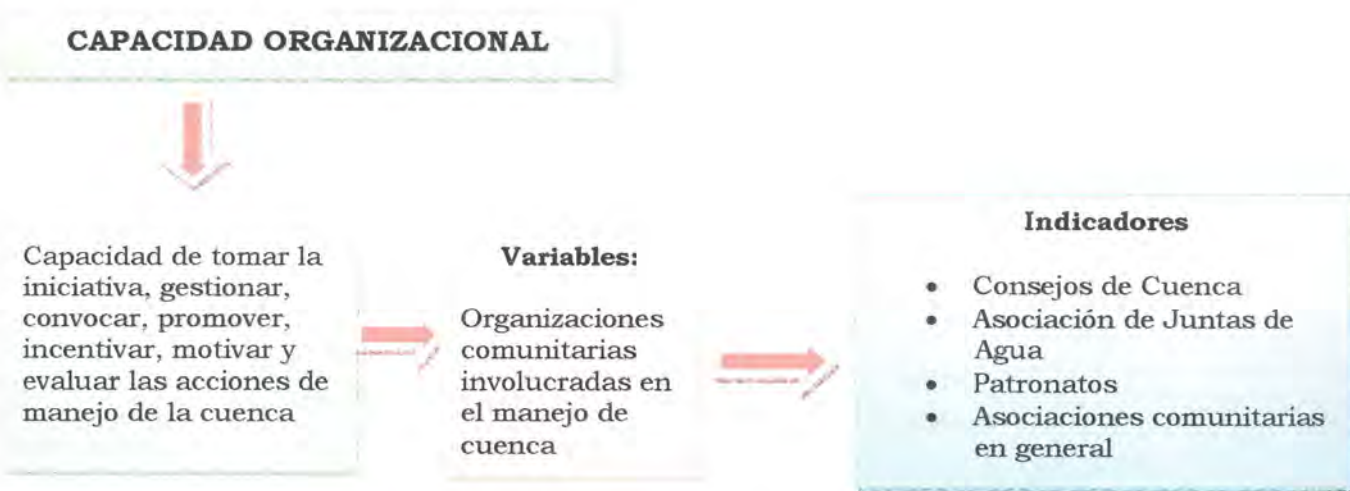 CAPACIDAD ORGANIZACIONAL
Capacidad de tomar la
iniciativa, gestionar,
convocar, promover,
incentivar, motivar y
evaluar las acciones de
manejo de la cuenca
Variables:
Organizaciones
comunitarias
involucradas en
el manejo de
cuenca
Indicadores
• Consejos de Cuenca
• Asociación de Juntas de
Agua
• Patronatos
• Asociaciones comunitarias
en general